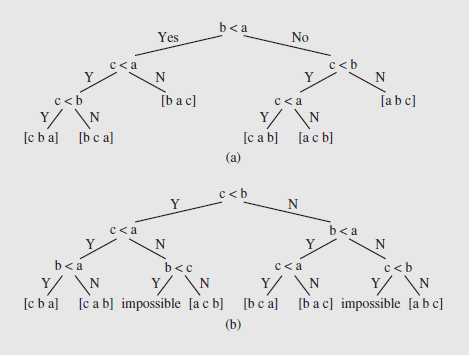 b < a
Yes No
c < a c < b
Y N Y N
c < b [b a c] c < a [a b c]
Y N Y N
[c b a] [b c a] [c a b] [a c b]
(a)
c < b
Y N
c < a b < a
Y N Y N
b < a b < c c < a c < b
Y N Y N Y N Y N
[c b a] [c a b] impossible [a c b] [b c a] [b a c] impossible [a b c]
(b)